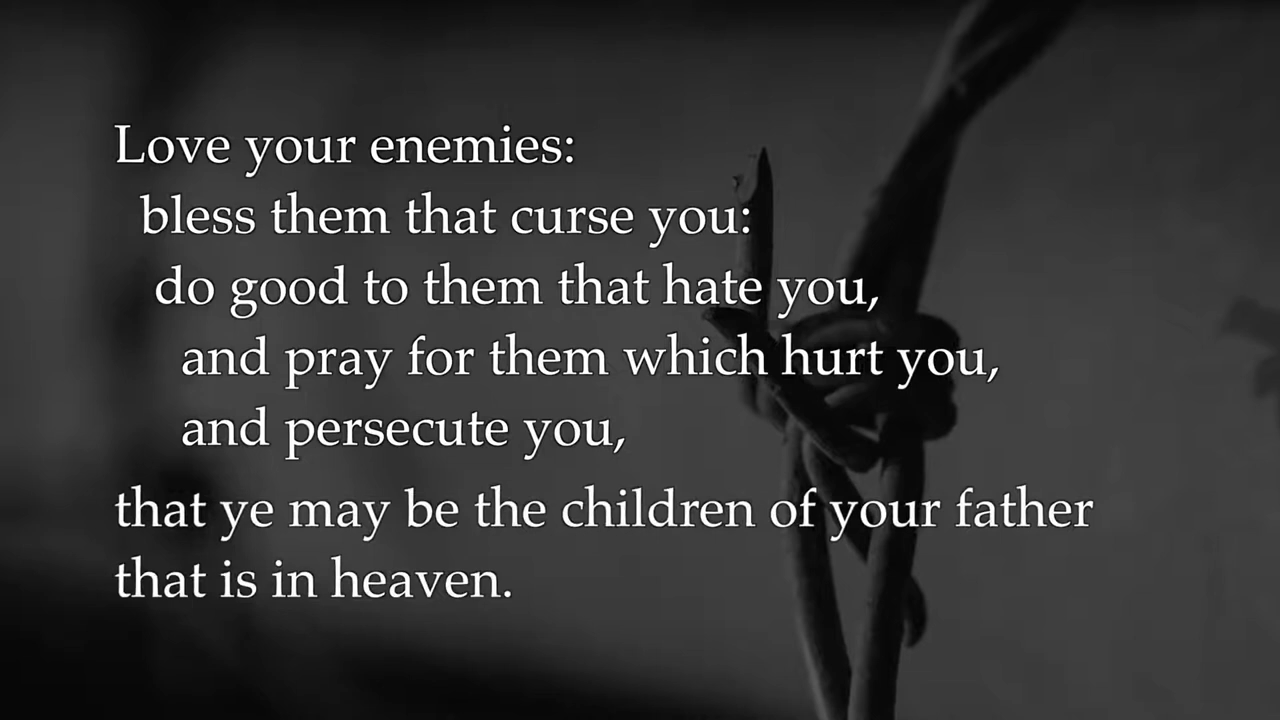 Love your enemies:
bless them that curse you:
do good to them that hate you,
and pray for them which hurt you,
and persecute you,
that ye may be the children of your father
that is in heaven.